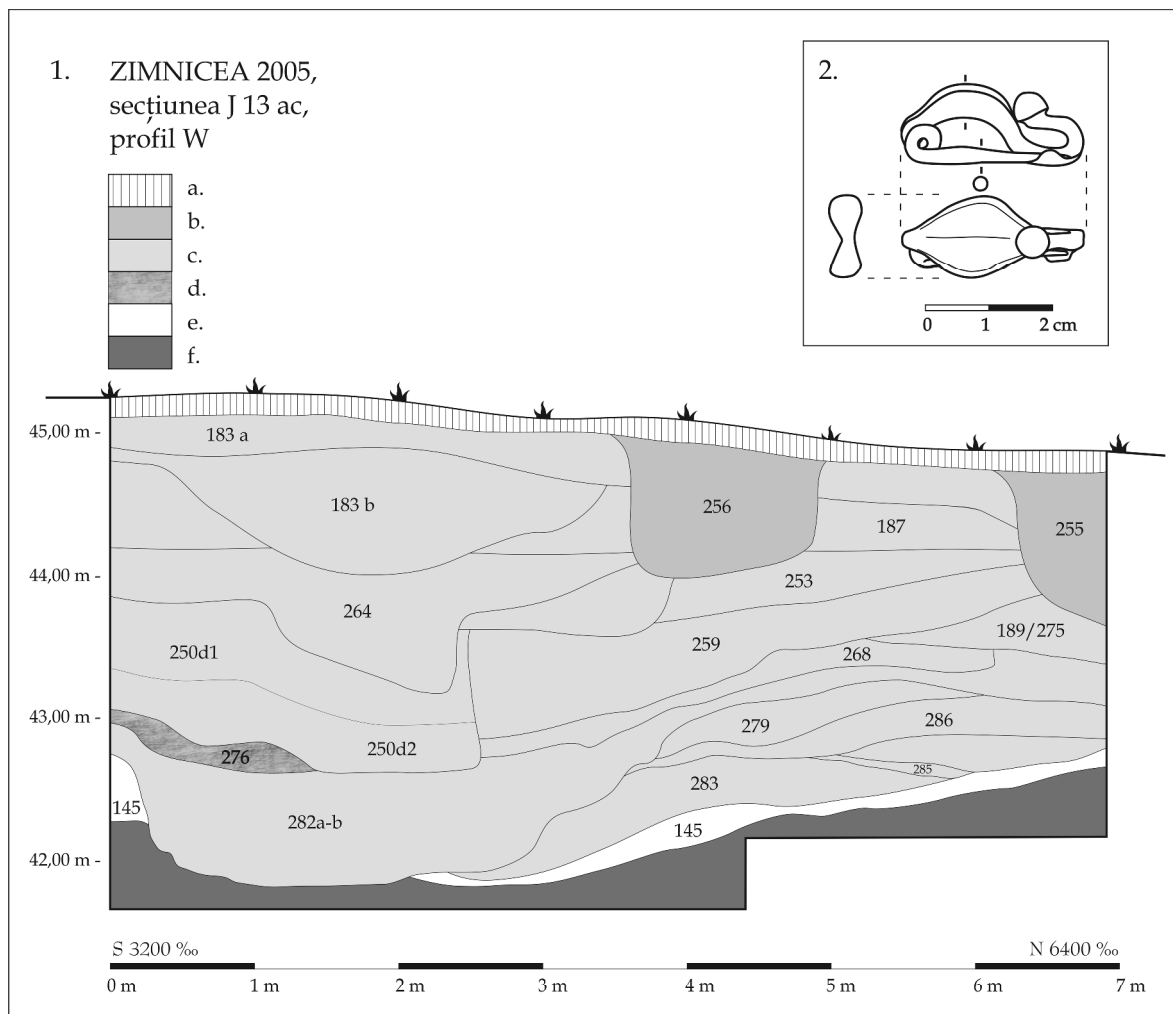 1. ZIMNICEA 2005,
secțiunea J 13 ac,
profil W
a.
b.
c.
d.
e.
f.
2.
0 1 2 cm
45,00 m -
44,00 m -
43,00 m -
42,00 m -
183 a
183 b
256
187
255
253
264
189/275
259
250d1
268
279
286
250d2
276
285
283
145
282a-b
145
S 3200 ‰ N 6400 ‰
0 m 1 m 2 m 3 m 4 m 5 m 6 m 7 m